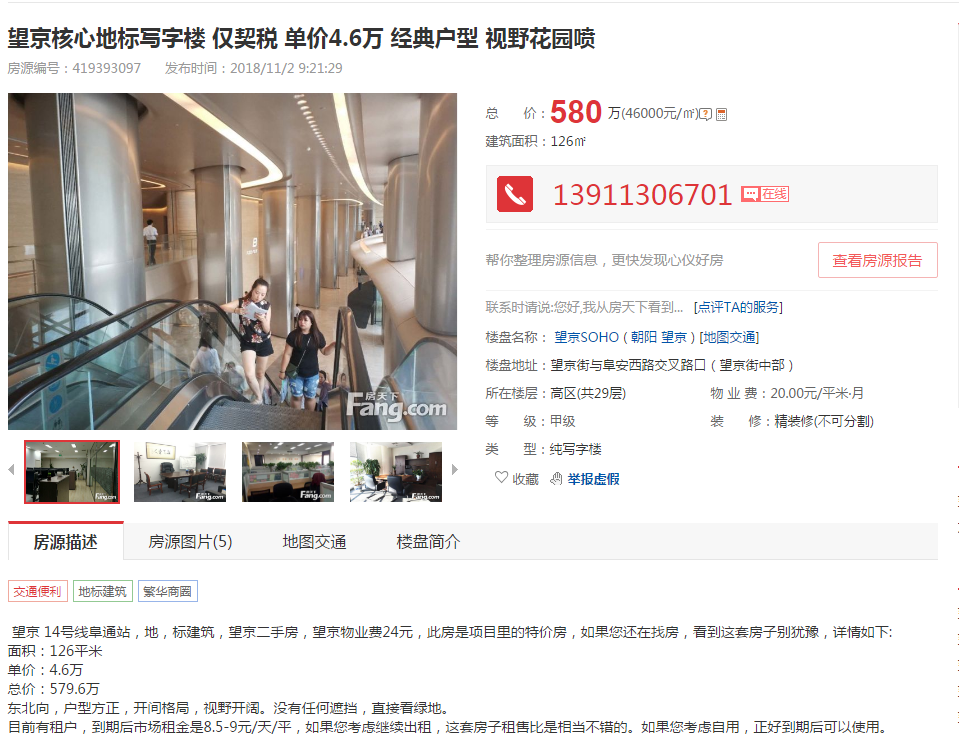 望京核心地标写字楼 仅契税 单价4.6万 经典户型 视野花园喷
房源编号：419393097 发布时间：2018/11/2 9:21:29
总 价：580 万(46000元/㎡)
建筑面积：126㎡
13911306701 在线
帮你整理房源信息，更快发现心仪好房 查看房源报告
联系时请说:您好,我从房天下看到... [点评TA的服务]
楼盘名称： 望京SOHO ( 朝阳 望京 ) [地图交通]
楼盘地址：望京街与阜安西路交叉路口（望京街中部）
所在楼层：高区(共29层) 物 业 费：20.00元/平米·月
等 级：甲级 装 修：精装修(不可分割)
类 型：纯写字楼
收藏 举报虚假
房天下
Fang.com
Fang.com
Fang.com
Fang.com
Fang.com
房源描述 房源图片(5) 地图交通 楼盘简介
交通便利 地标建筑 繁华商圈
望京 14号线阜通站，地，标建筑，望京二手房，望京物业费24元，此房是项目里的特价房，如果您还在找房，看到这套房子别犹豫，详情如下:
面积：126平米
单价：4.6万
总价：579.6万
东北向，户型方正，开间格局，视野开阔。没有任何遮挡，直接看绿地。
目前有租户，到期后市场租金是8.5-9元/天/平，如果您考虑继续出租，这套房子租售比是相当不错的。如果您考虑自用，正好到期后可以使用。